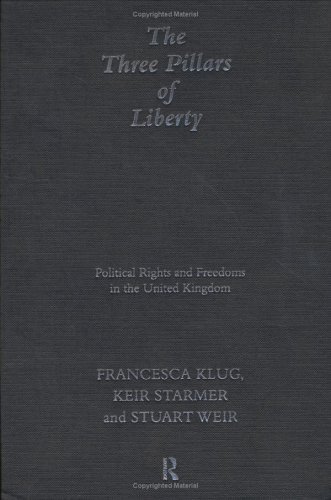 The
Three Pillars
of
Liberty
Political Rights and Freedoms
in the United Kingdom
FRANCESCA KLUG,
KEIR STARMER
and STUART WEIR
R